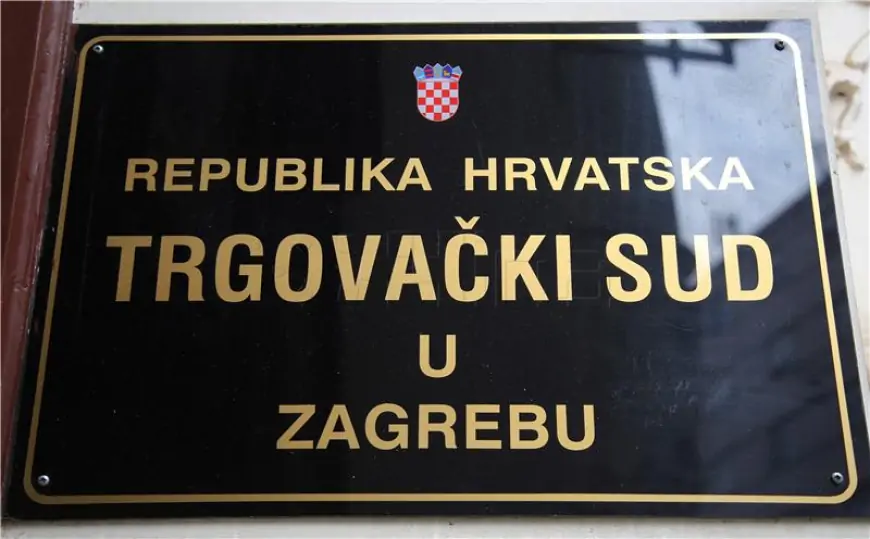 REPUBLIKA HRVATSKA
TRGOVAČKI SUD
U
ZAGREBU